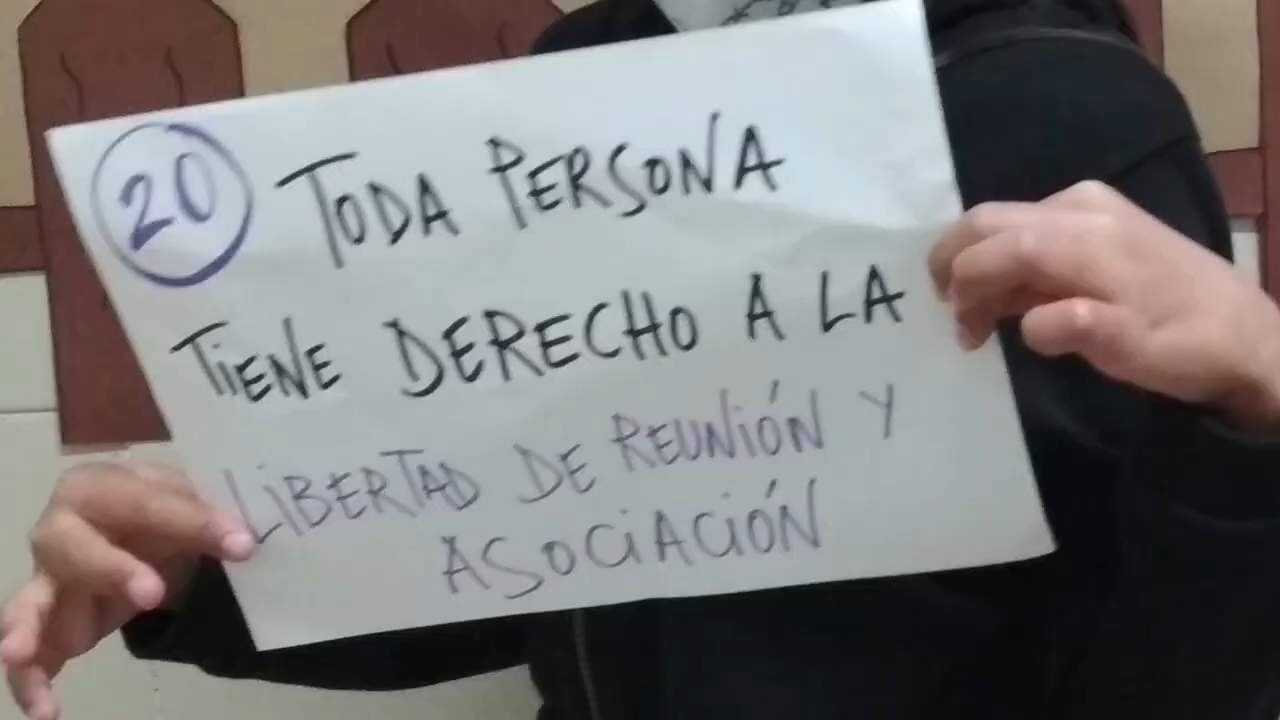 20 TODA PERSONA
TiENE DERECHO A LA
LiBERTAD DE REUNiÓN Y
ASOCiACiÓN